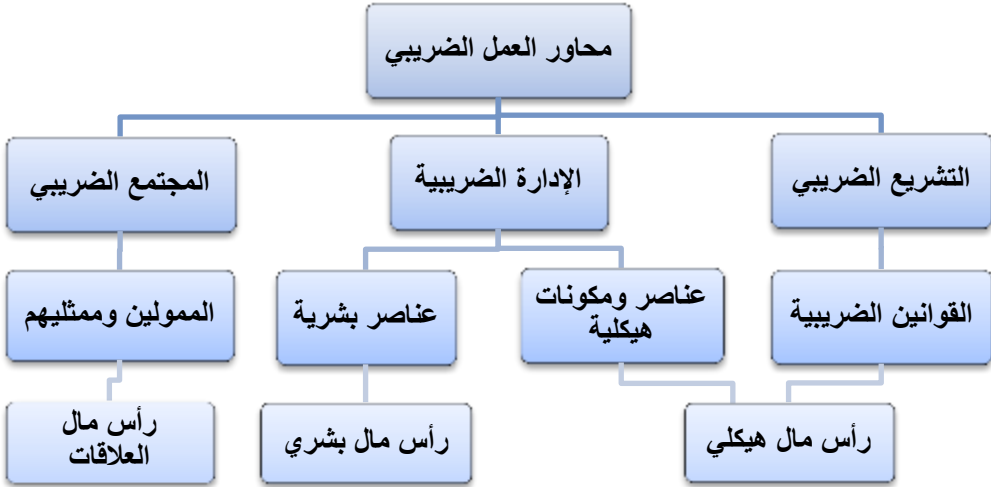 محاور العمل الضريبي
التشريع الضريبي
الإدارة الضريبية
المجتمع الضريبي
القوانين الضريبية
عناصر ومكونات
هيكلية
عناصر بشرية
الممولين وممثليهم
رأس مال هيكلي
رأس مال بشري
رأس مال
العلاقات